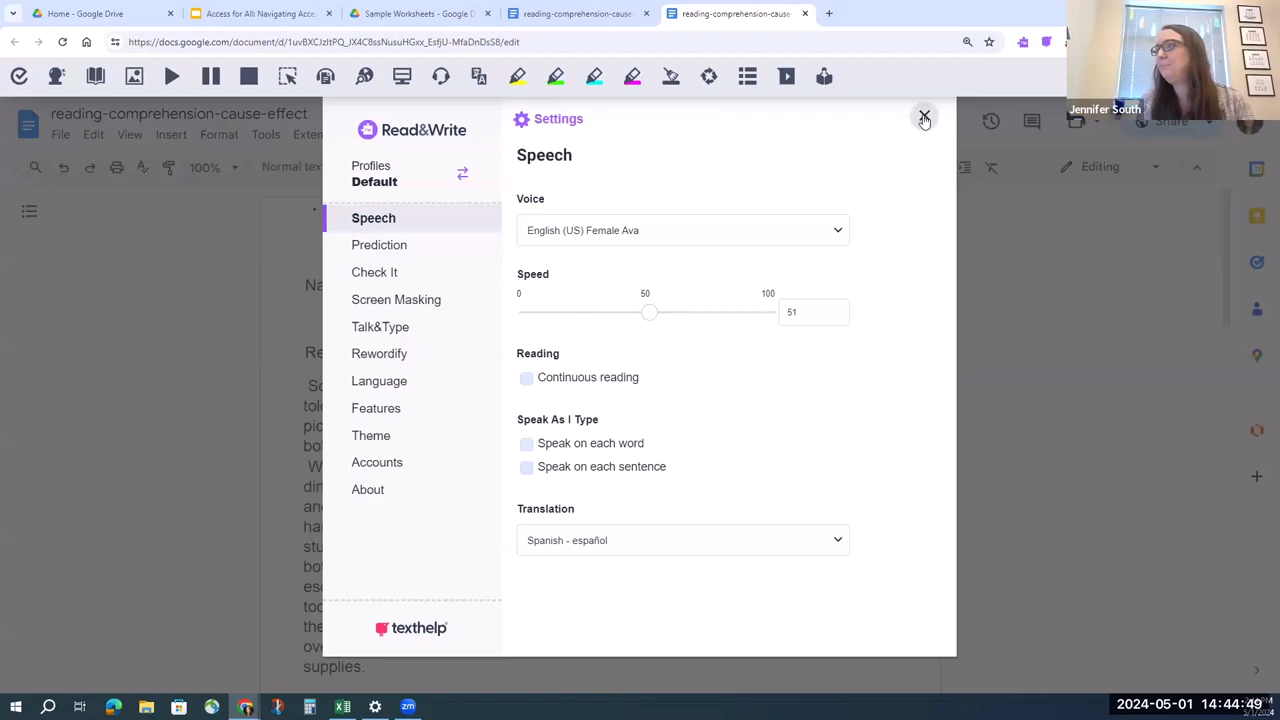 Home - Google Drive
Access for All: Navigating Acce
Sample Worksheets - Google D
reading-comprehension-cause
reading-comprehension-cause
https://docs.google.com/document/d/1uvBXCJzltPQ_JX4C8ssNusuHGxx_EsfjU-MfKmDsS8/edit
Jennifer South
reading-comprehension-cause-effect
File Edit View Insert Format Tools
Share
100%
Normal text
Editing
Read&Write
Profiles
Default
Speech
Prediction
Check It
Screen Masking
Talk&Type
Rewordify
Language
Features
Theme
Accounts
About
texthelp
Settings
Speech
Voice
English (US) Female Ava
Speed
0 50 100
51
Reading
Continuous reading
Speak As I Type
Speak on each word
Speak on each sentence
Translation
Spanish - español
supplies.
2024-05-01 14:44:49
5/1/2024